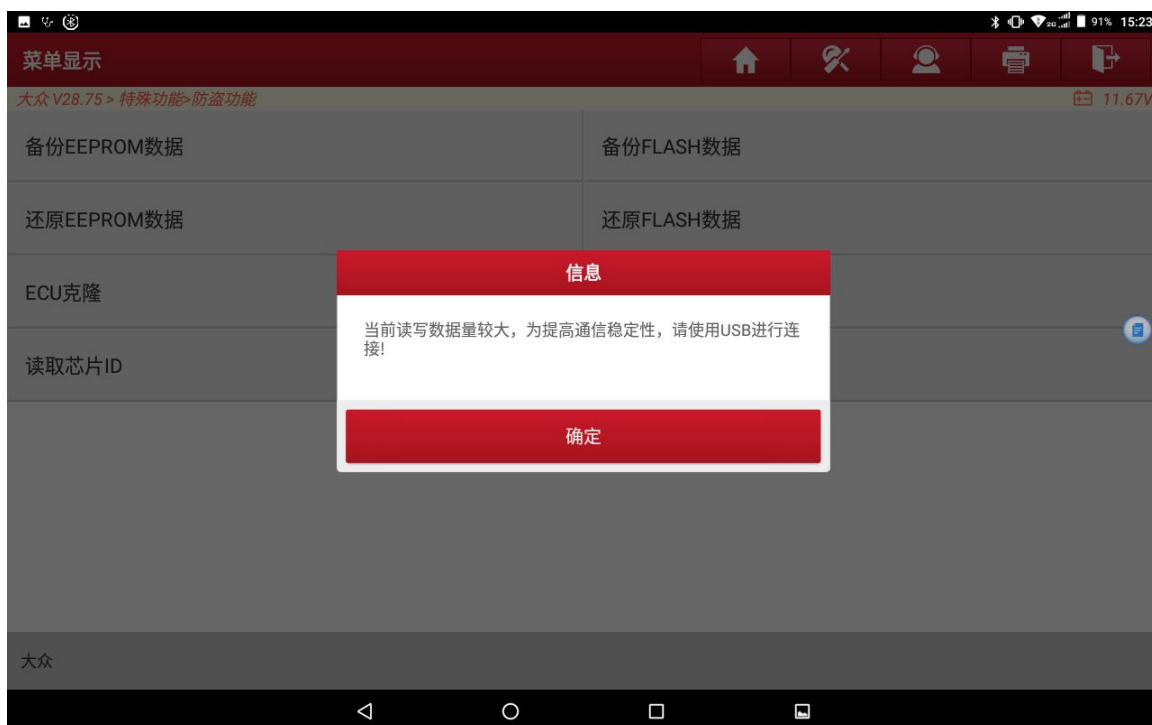 2G 91% 15:23
菜单显示
大众 V28.75 > 特殊功能>防盗功能 11.67V
备份EEPROM数据 备份FLASH数据
还原EEPROM数据 还原FLASH数据
信息
ECU克隆
当前读写数据量较大，为提高通信稳定性，请使用USB进行连
接!
读取芯片ID
确定
大众